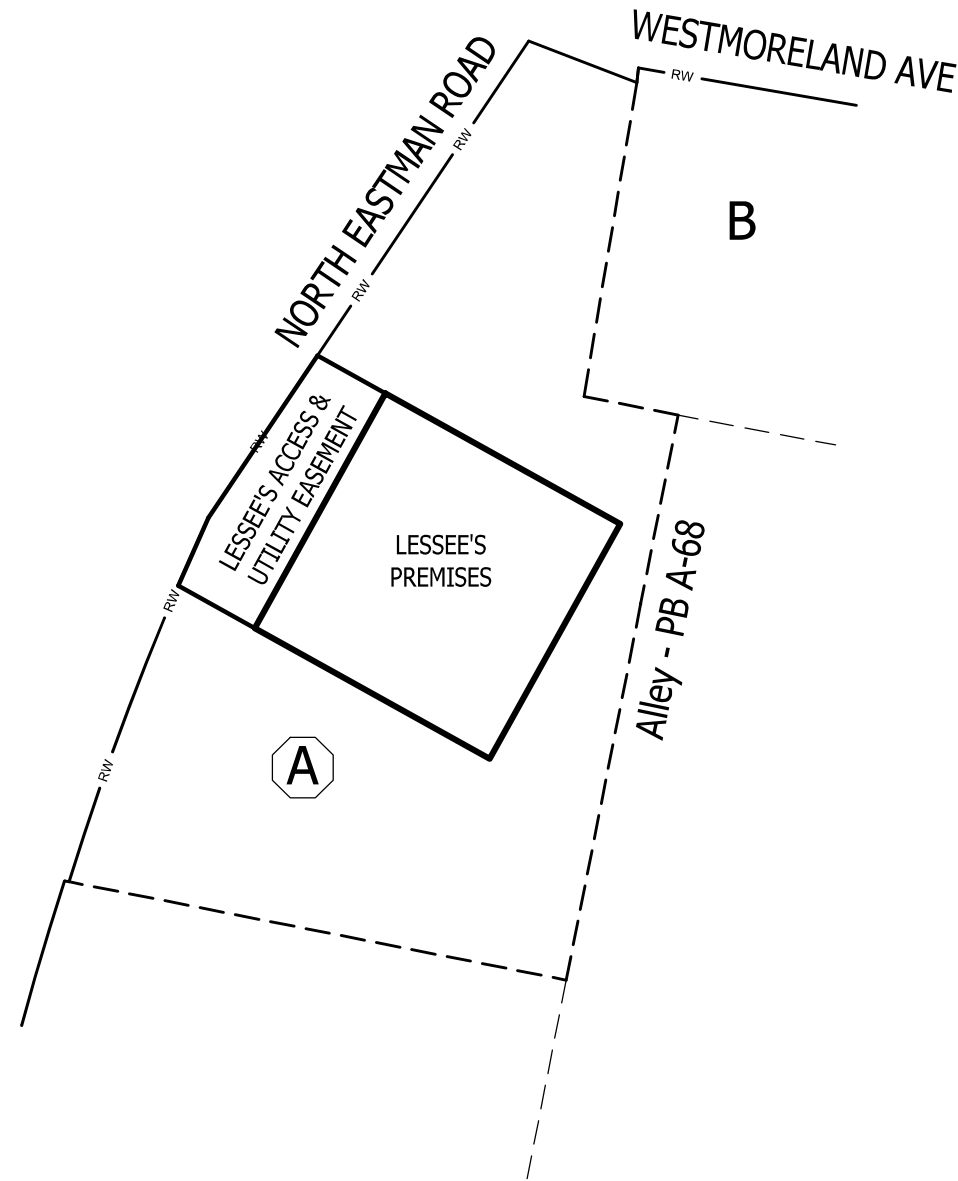 WESTMORELAND AVE
RW
NORTH EASTMAN ROAD
RW
B
RW
LESSEE'S ACCESS &
UTILITY EASEMENT
RW
LESSEE'S
PREMISES
Alley - PB A-68
RW
A
RW